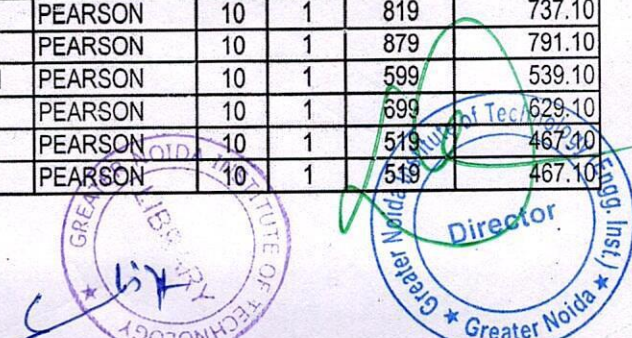 PEARSON 10 1 819 737.10
PEARSON 10 1 879 791.10
PEARSON 10 1 599 539.10
PEARSON 10 1 699 629.10
PEARSON 10 1 519 467.10
PEARSON 10 1 519 467.10
GREATER NOIDA INSTITUTE OF TECHNOLOGY
LIBRARY
Greater Noida Institute of Technology (Engg. Inst.)
Director
Greater Noida